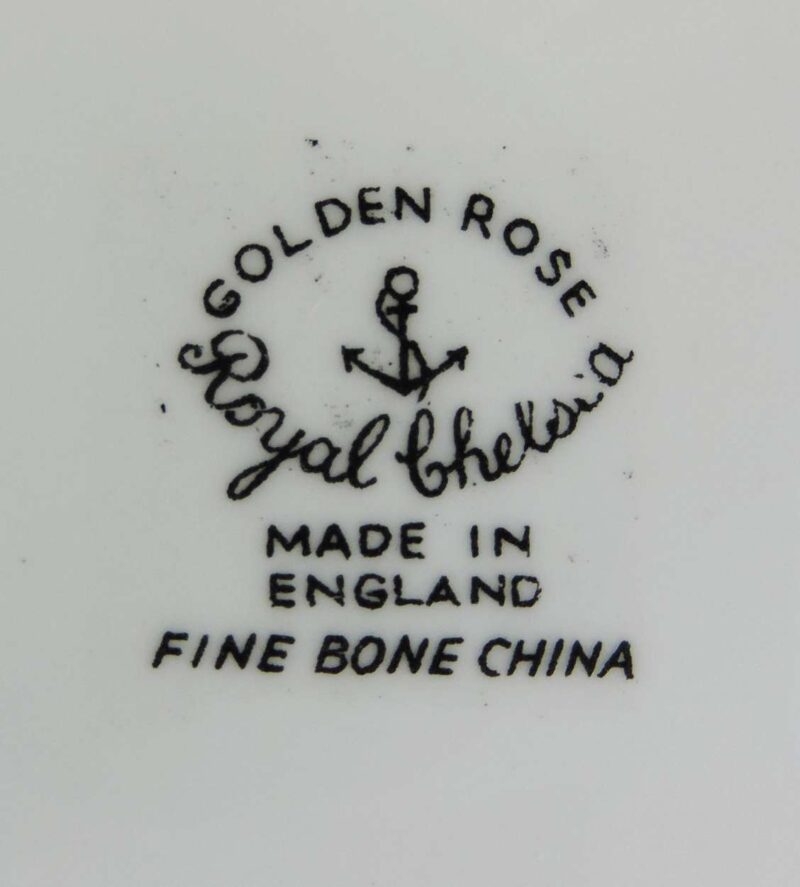 GOLDEN ROSE
Royal Chelsea
MADE IN
ENGLAND
FINE BONE CHINA